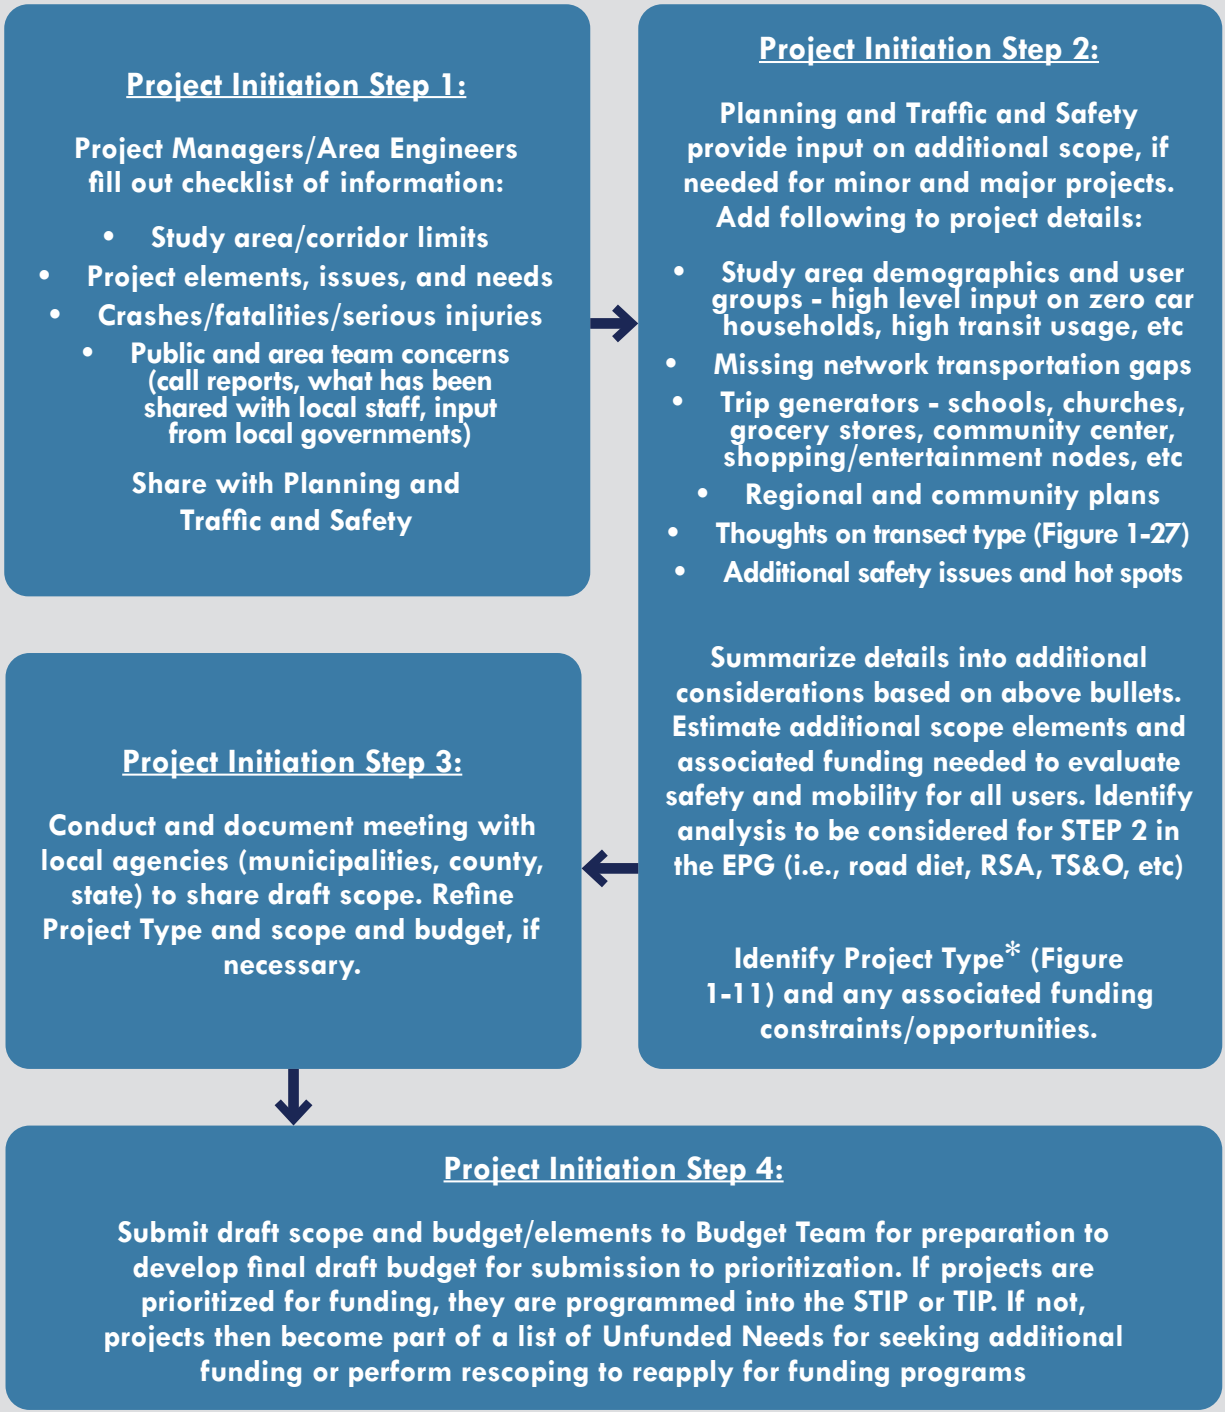 Project Initiation Step 1:
Project Managers/Area Engineers
fill out checklist of information:
• Study area/corridor limits
• Project elements, issues, and needs
• Crashes/fatalities/serious injuries
• Public and area team concerns
(call reports, what has been
shared with local staff, input
from local governments)
Share with Planning and
Traffic and Safety
Project Initiation Step 2:
Planning and Traffic and Safety
provide input on additional scope, if
needed for minor and major projects.
Add following to project details:
• Study area demographics and user
groups - high level input on zero car
households, high transit usage, etc
• Missing network transportation gaps
• Trip generators - schools, churches,
grocery stores, community center,
shopping/entertainment nodes, etc
• Regional and community plans
• Thoughts on transect type (Figure 1-27)
• Additional safety issues and hot spots
Summarize details into additional
considerations based on above bullets.
Estimate additional scope elements and
associated funding needed to evaluate
safety and mobility for all users. Identify
analysis to be considered for STEP 2 in
the EPG (i.e., road diet, RSA, TS&O, etc)
Identify Project Type* (Figure
1-11) and any associated funding
constraints/opportunities.
Project Initiation Step 3:
Conduct and document meeting with
local agencies (municipalities, county,
state) to share draft scope. Refine
Project Type and scope and budget, if
necessary.
Project Initiation Step 4:
Submit draft scope and budget/elements to Budget Team for preparation to
develop final draft budget for submission to prioritization. If projects are
prioritized for funding, they are programmed into the STIP or TIP. If not,
projects then become part of a list of Unfunded Needs for seeking additional
funding or perform rescoping to reapply for funding programs